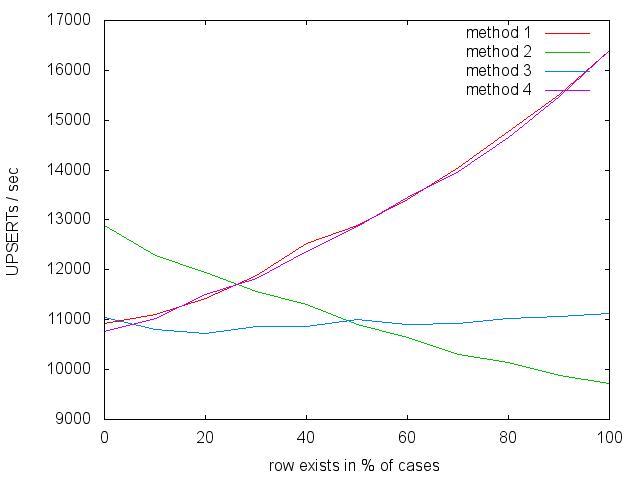 17000
16000
15000
14000
13000
12000
11000
10000
9000
UPSERTs / sec
method 1
method 2
method 3
method 4
0 20 40 60 80 100
row exists in % of cases